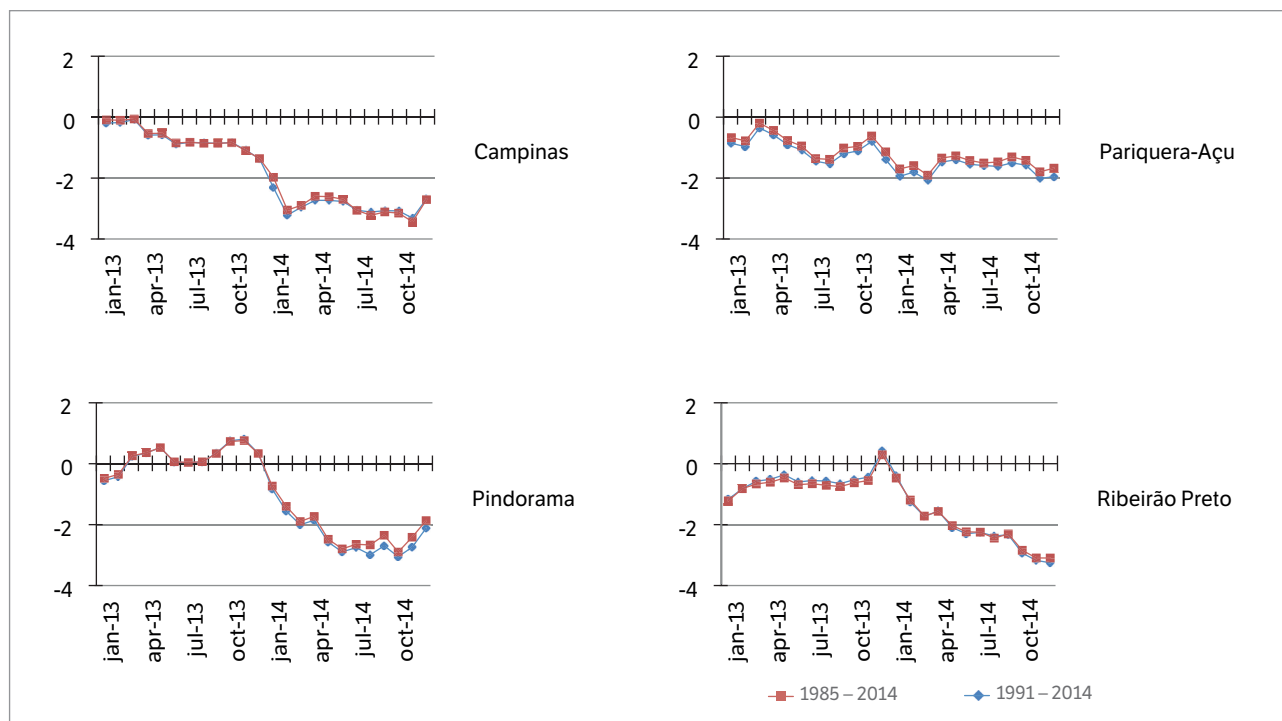 2
0
-2
-4
jan-13
apr-13
jul-13
oct-13
jan-14
apr-14
jul-14
oct-14
Campinas
2
0
-2
-4
jan-13
apr-13
jul-13
oct-13
jan-14
apr-14
jul-14
oct-14
Pariquera-Açu
2
0
-2
-4
jan-13
apr-13
jul-13
oct-13
jan-14
apr-14
jul-14
oct-14
Pindorama
2
0
-2
-4
jan-13
apr-13
jul-13
oct-13
jan-14
apr-14
jul-14
oct-14
Ribeirão Preto
1985 – 2014 1991 – 2014